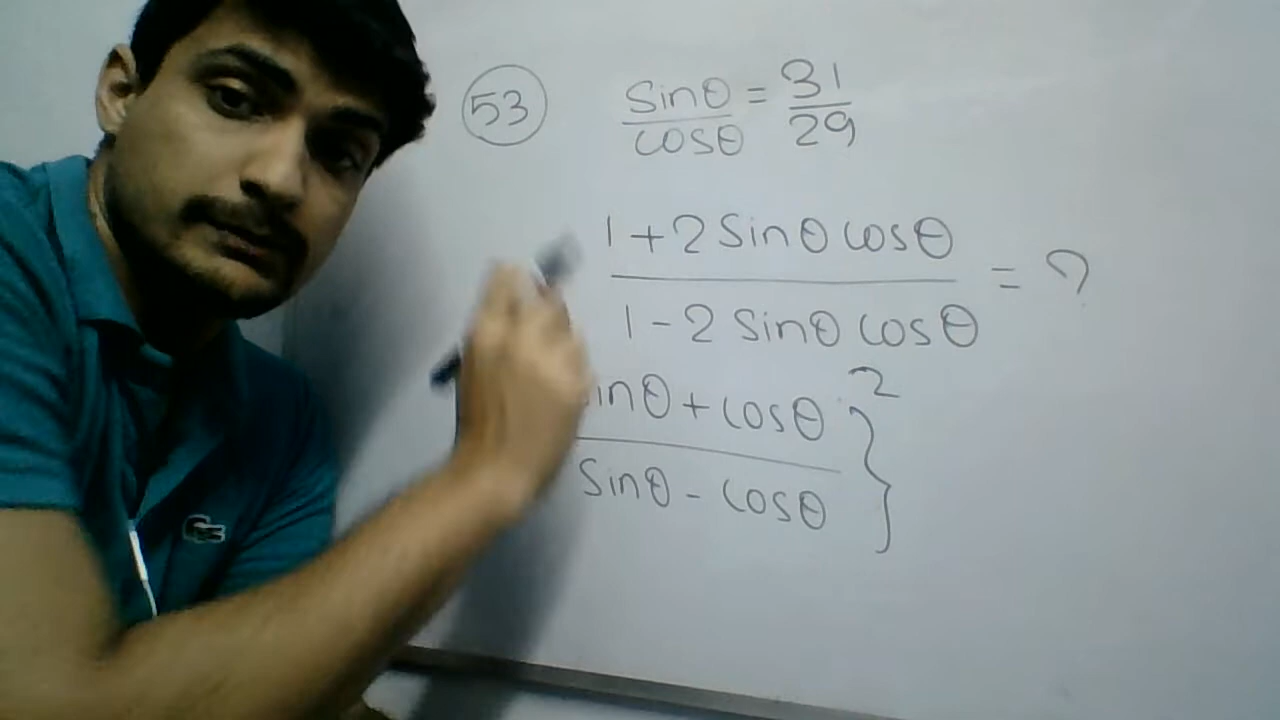 53
sinθ/cosθ = 31/29
1 + 2 sinθ cosθ
1 - 2 sinθ cosθ
= ?
inθ + cosθ } 2
sinθ - cosθ